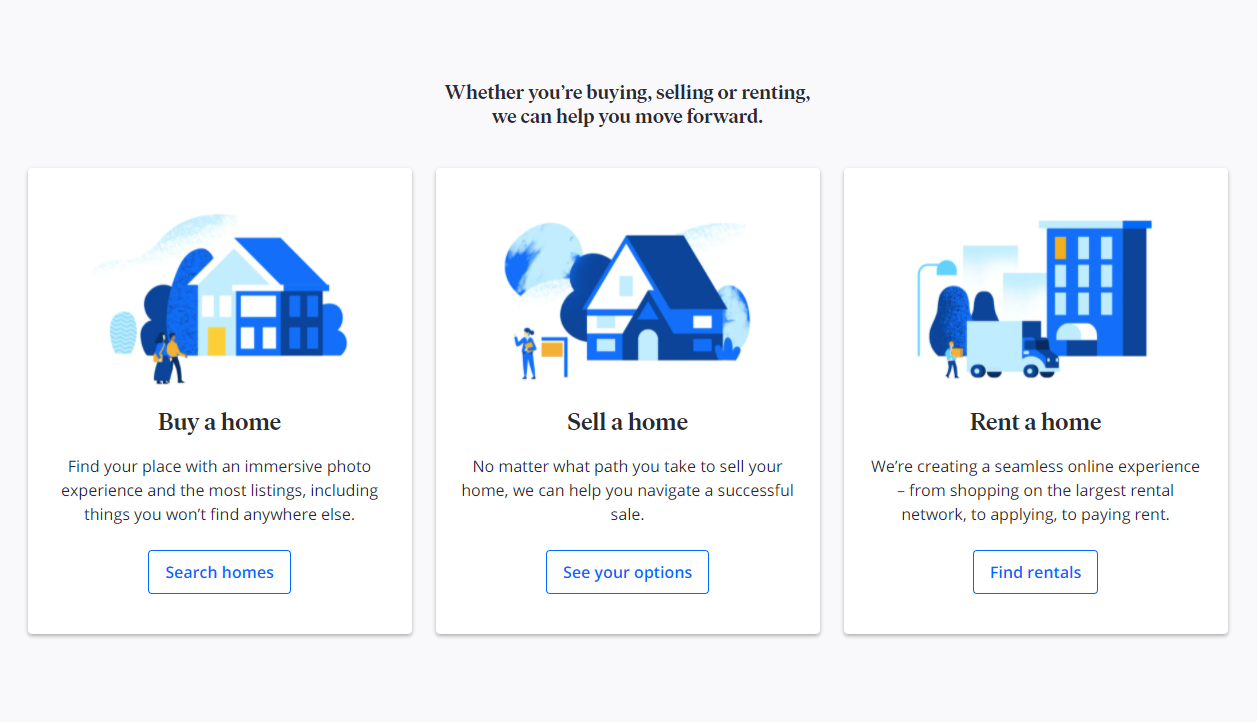 Whether you’re buying, selling or renting,
we can help you move forward.
Buy a home
Find your place with an immersive photo
experience and the most listings, including
things you won’t find anywhere else.
Search homes
Sell a home
No matter what path you take to sell your
home, we can help you navigate a successful
sale.
See your options
Rent a home
We’re creating a seamless online experience
– from shopping on the largest rental
network, to applying, to paying rent.
Find rentals